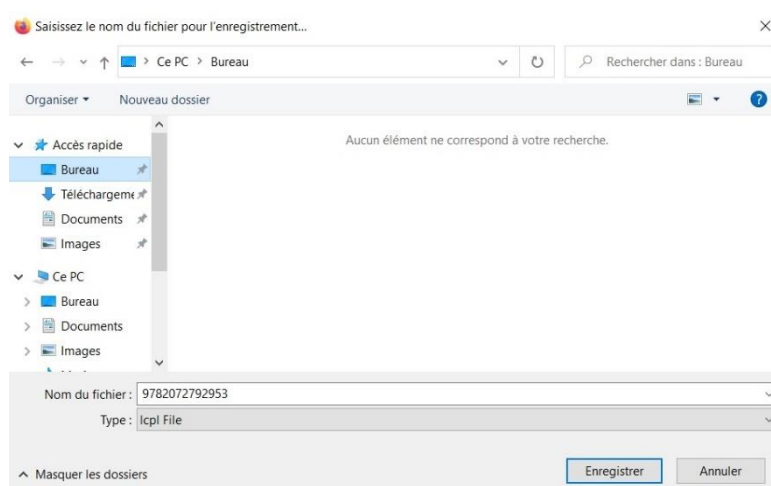 Saisissez le nom du fichier pour l'enregistrement...
Ce PC > Bureau
Rechercher dans : Bureau
Organiser
Nouveau dossier
Aucun élément ne correspond à votre recherche.
Accès rapide
Bureau
Téléchargeme
Documents
Images
Ce PC
Bureau
Documents
Images
Nom du fichier : 9782072792953
Type : lcpl File
Masquer les dossiers
Enregistrer
Annuler